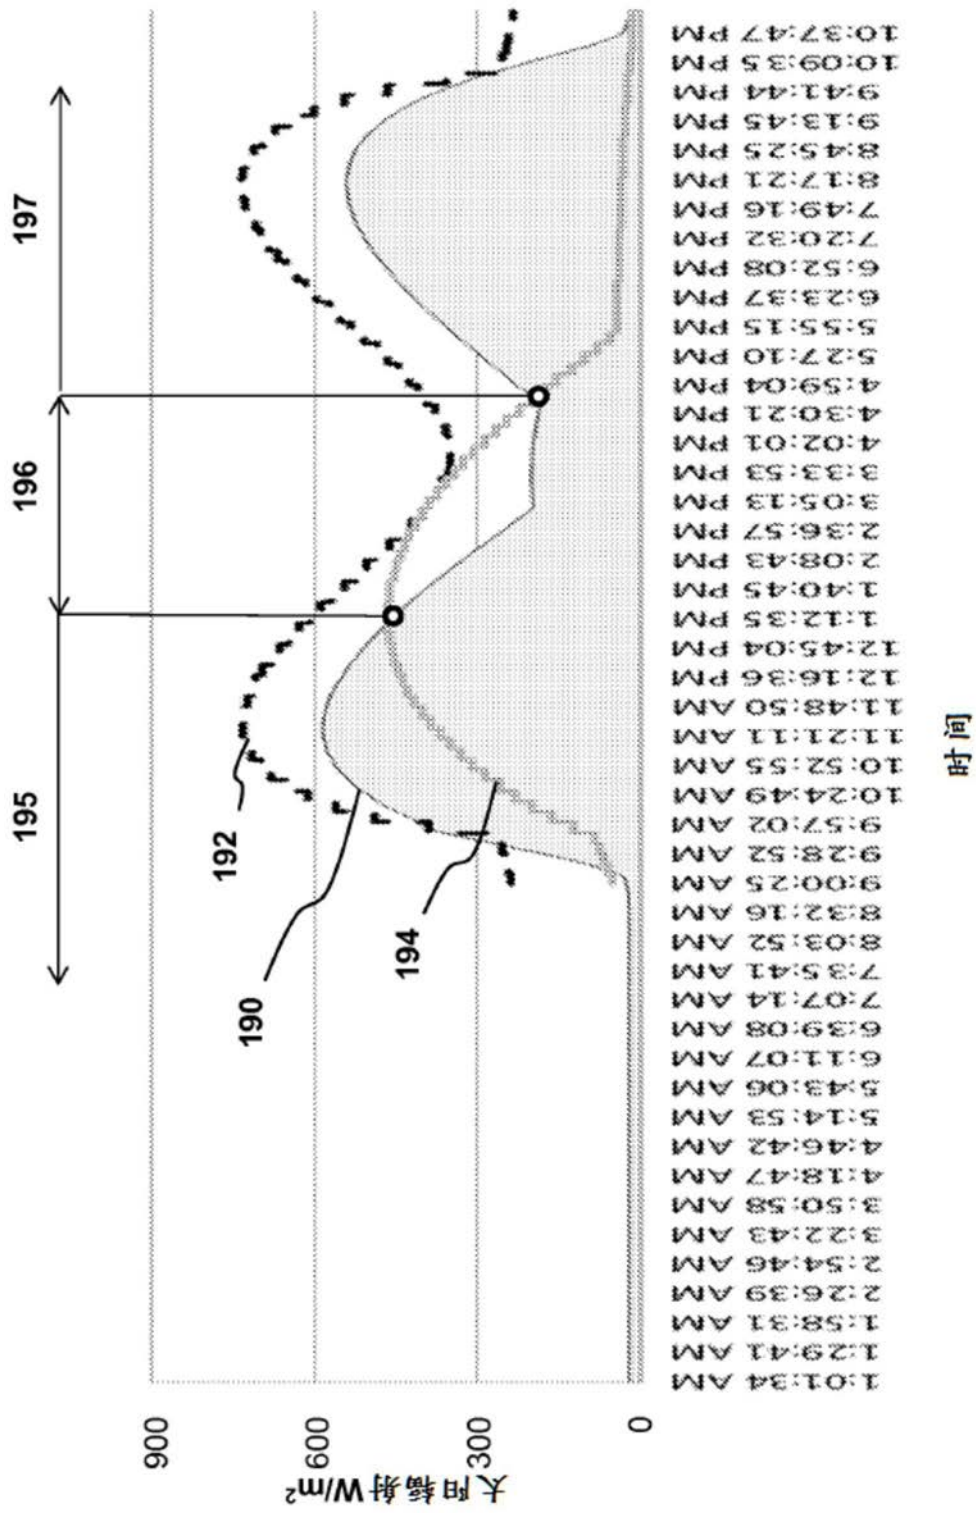 195
196
197
192
190
194
900
600
300
0
太阳辐射W/m²
1:01:34 AM
1:29:41 AM
1:58:31 AM
2:26:39 AM
2:54:46 AM
3:22:43 AM
3:50:58 AM
4:18:47 AM
4:46:42 AM
5:14:53 AM
5:43:06 AM
6:11:07 AM
6:39:08 AM
7:07:14 AM
7:35:41 AM
8:03:52 AM
8:32:16 AM
9:00:25 AM
9:28:52 AM
9:57:02 AM
10:24:49 AM
10:52:55 AM
11:21:11 AM
11:48:50 AM
12:16:36 PM
12:45:04 PM
1:12:35 PM
1:40:45 PM
2:08:43 PM
2:36:57 PM
3:05:13 PM
3:33:53 PM
4:02:01 PM
4:30:21 PM
4:59:04 PM
5:27:10 PM
5:55:15 PM
6:23:37 PM
6:52:08 PM
7:20:32 PM
7:49:16 PM
8:17:21 PM
8:45:25 PM
9:13:45 PM
9:41:44 PM
10:09:35 PM
10:37:47 PM
时间